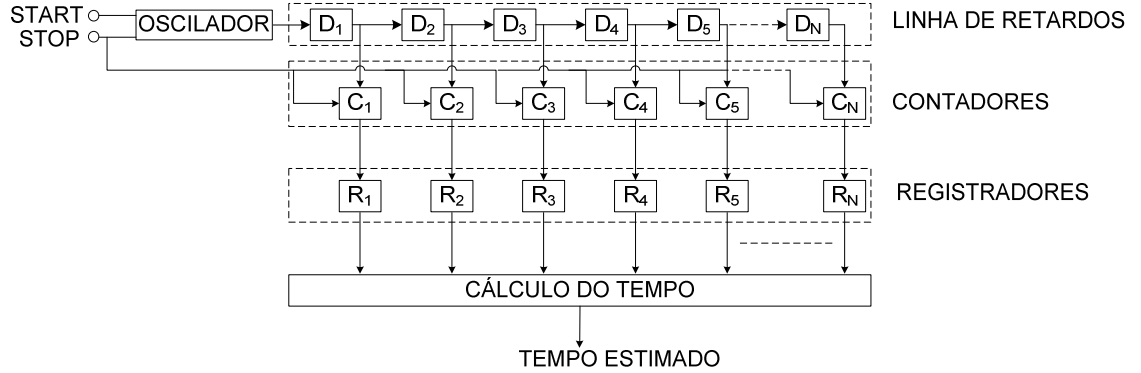 START
STOP
OSCILADOR
D1 D2 D3 D4 D5 DN
LINHA DE RETARDOS
C1 C2 C3 C4 C5 CN
CONTADORES
R1 R2 R3 R4 R5 RN
REGISTRADORES
CÁLCULO DO TEMPO
TEMPO ESTIMADO